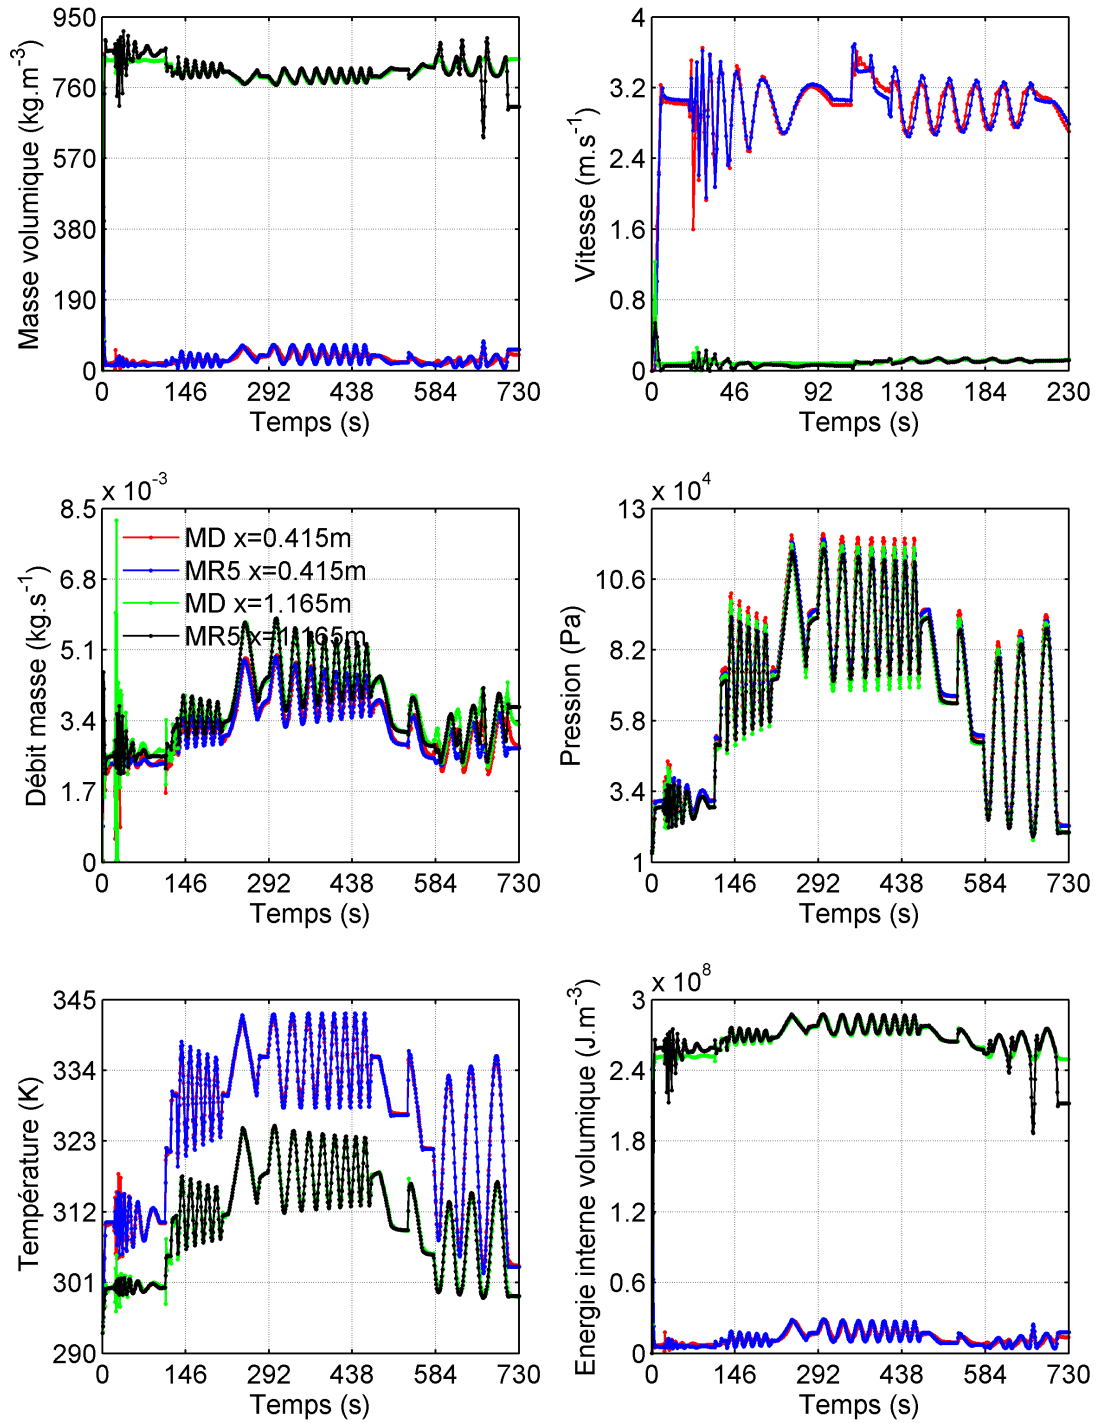 Masse volumique (kg.m⁻³)
950
760
570
380
190
0
0 146 292 438 584 730
Temps (s)
Vitesse (m.s⁻¹)
4
3.2
2.4
1.6
0.8
0
0 46 92 138 184 230
Temps (s)
Débit masse (kg.s⁻¹)
x 10⁻³
8.5
6.8
5.1
3.4
1.7
0
MD x=0.415m
MR5 x=0.415m
MD x=1.165m
MR5 x=1.165m
0 146 292 438 584 730
Temps (s)
Pression (Pa)
x 10⁴
13
10.6
8.2
5.8
3.4
1
0 146 292 438 584 730
Temps (s)
Température (K)
345
334
323
312
301
290
0 146 292 438 584 730
Temps (s)
Energie interne volumique (J.m⁻³)
x 10⁸
3
2.4
1.8
1.2
0.6
0
0 146 292 438 584 730
Temps (s)